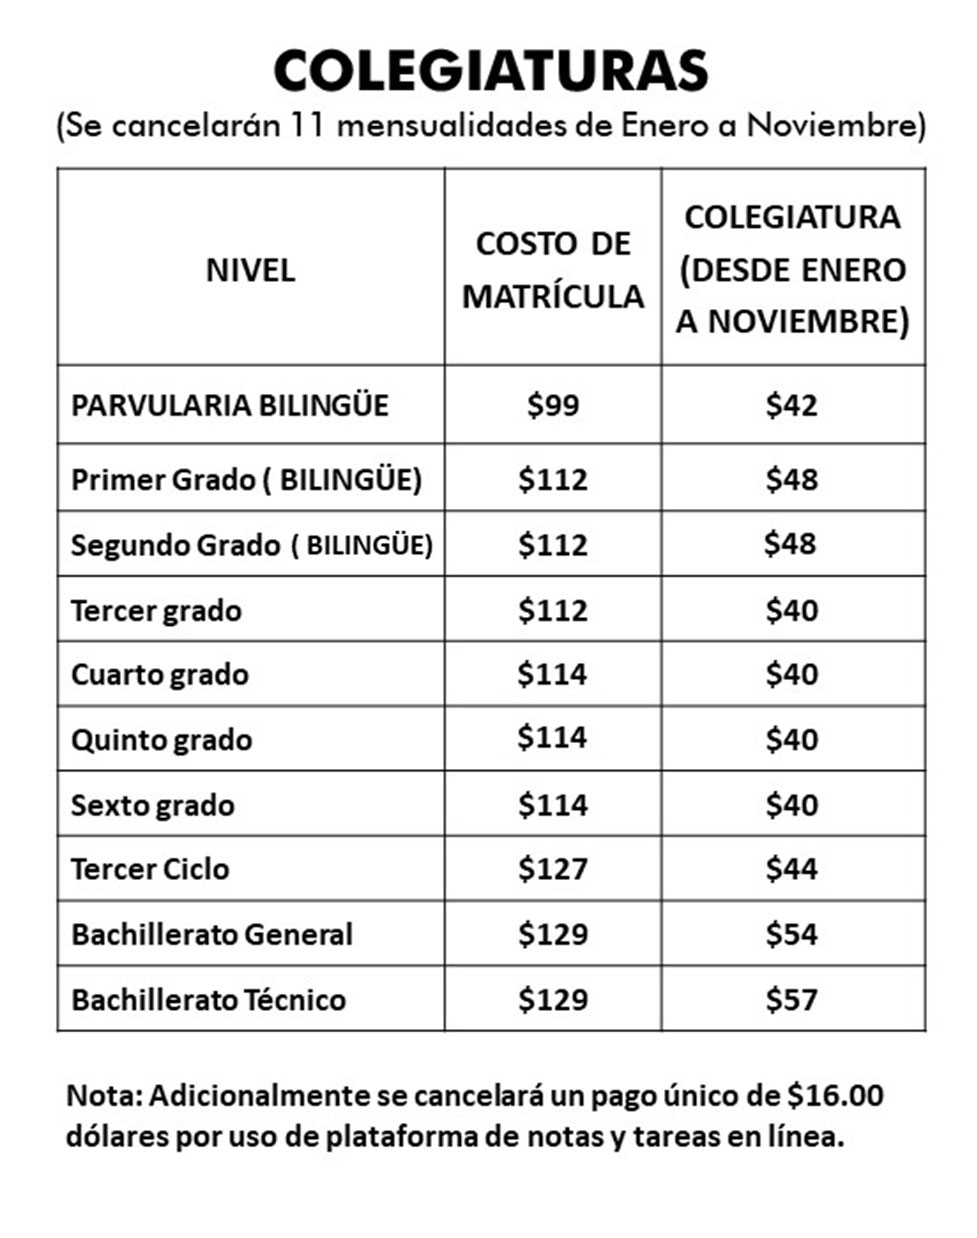 COLEGIATURAS
(Se cancelarán 11 mensualidades de Enero a Noviembre)
NIVEL
COSTO DE
MATRÍCULA
COLEGIATURA
(DESDE ENERO
A NOVIEMBRE)
PARVULARIA BILINGÜE $99 $42
Primer Grado ( BILINGÜE) $112 $48
Segundo Grado ( BILINGÜE) $112 $48
Tercer grado $112 $40
Cuarto grado $114 $40
Quinto grado $114 $40
Sexto grado $114 $40
Tercer Ciclo $127 $44
Bachillerato General $129 $54
Bachillerato Técnico $129 $57
Nota: Adicionalmente se cancelará un pago único de $16.00
dólares por uso de plataforma de notas y tareas en línea.